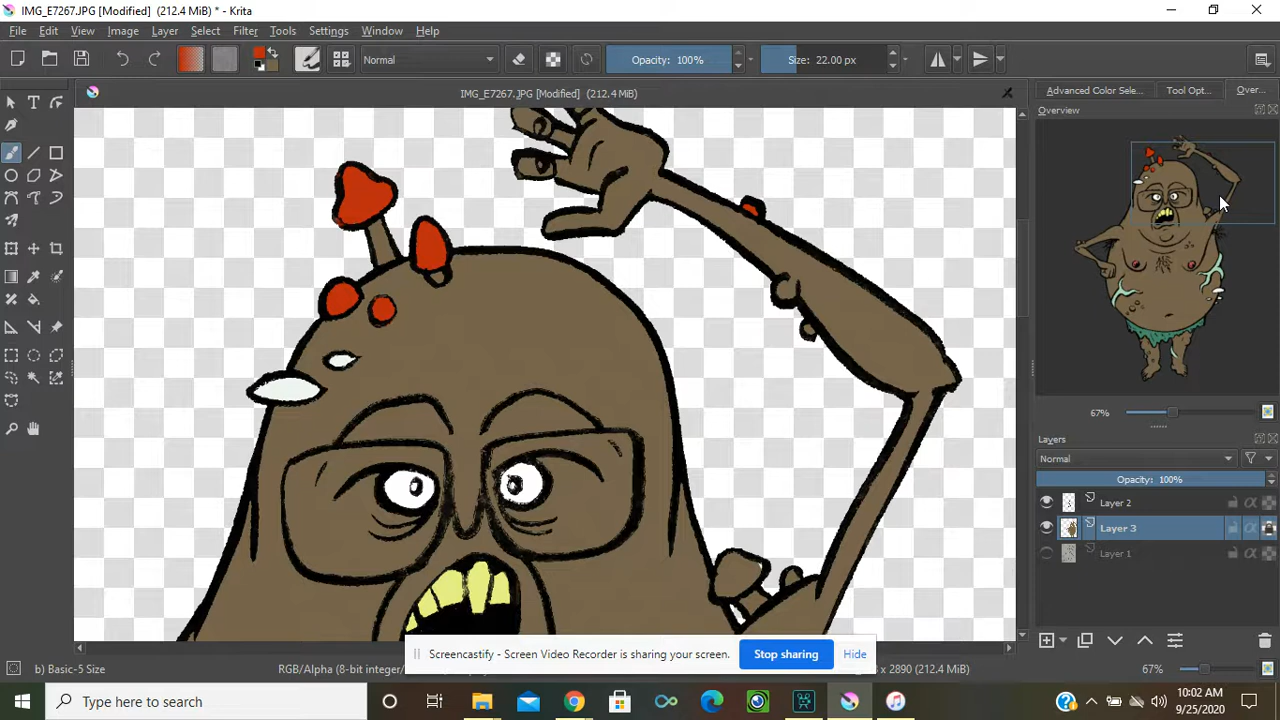 IMG_E7267.JPG [Modified] (212.4 MiB) * - Krita
File Edit View Image Layer Select Filter Tools Settings Window Help
Normal Opacity: 100% Size: 22.00 px
IMG_E7267.JPG [Modified] (212.4 MiB)
Advanced Color Sele... Tool Opt... Over...
Overview
67%
Layers
Normal
Opacity: 100%
Layer 2
Layer 3
Layer 1
Screencastify - Screen Video Recorder is sharing your screen. Stop sharing Hide
b) Basic-5 Size RGB/Alpha (8-bit integer/ 2890 (212.4 MiB) 67%
Type here to search
10:02 AM
9/25/2020